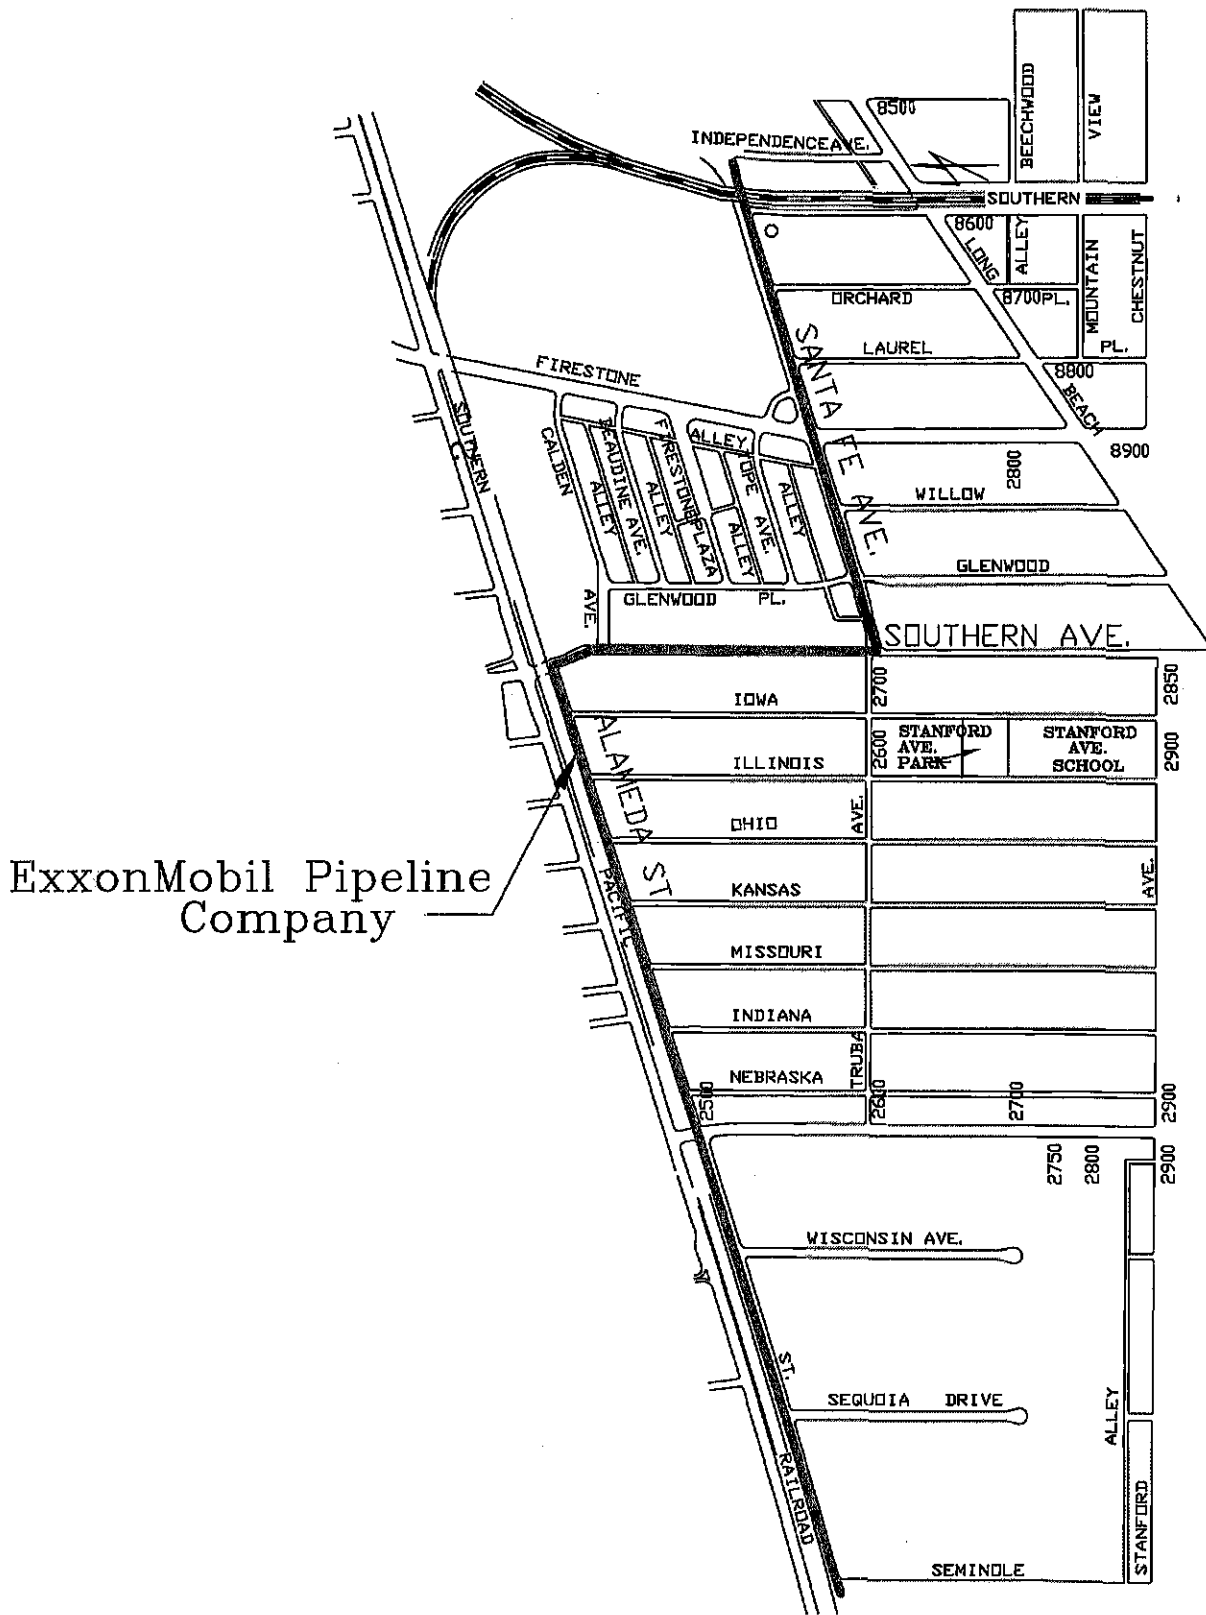 BEECHWOOD
VIEW
8500
INDEPENDENCEAVE.
SOUTHERN
8600
LONG
ALLEY
MOUNTAIN
CHESTNUT
ORCHARD
8700PL.
LAUREL
PL.
FIRESTONE
SANTA FE AVE.
8800
BEACH
8900
SOUTHERN
CALDEN
BEAUDINE AVE.
ALLEY
FIRESTONE PLAZA
ALLEY
ALLEY
TOPE AVE.
ALLEY
ALLEY
2800
WILLOW
GLENWOOD
AVE.
GLENWOOD PL.
SOUTHERN AVE.
IOWA
2700
2850
ALAMEDA ST
ILLINOIS
2600
STANFORD
AVE.
PARK
STANFORD
AVE.
SCHOOL
2900
OHIO
AVE.
ExxonMobil Pipeline
Company
PACIFIC
KANSAS
AVE.
MISSOURI
INDIANA
NEBRASKA
TRUBA
2500
2600
2700
2900
2750
2800
2900
WISCONSIN AVE.
ST.
SEQUOIA DRIVE
ALLEY
RAILROAD
STANFORD
SEMINOLE